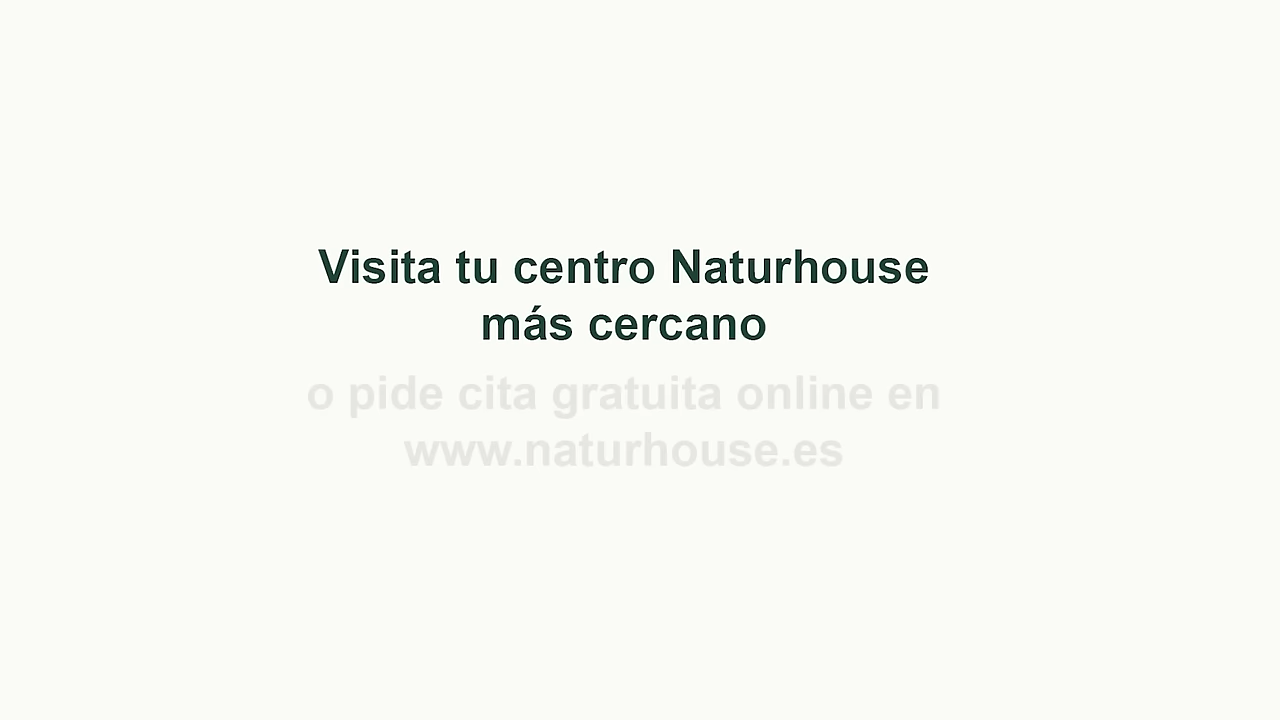 Visita tu centro Naturhouse
más cercano
o pide cita gratuita online en
www.naturhouse.es